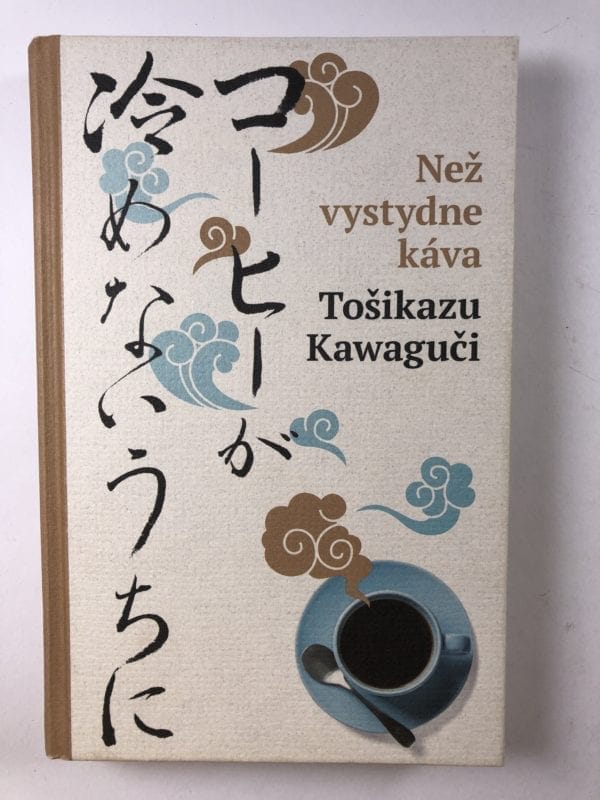 コーヒーが
冷めないうちに
Než
vystydne
káva
Tošikazu
Kawaguči